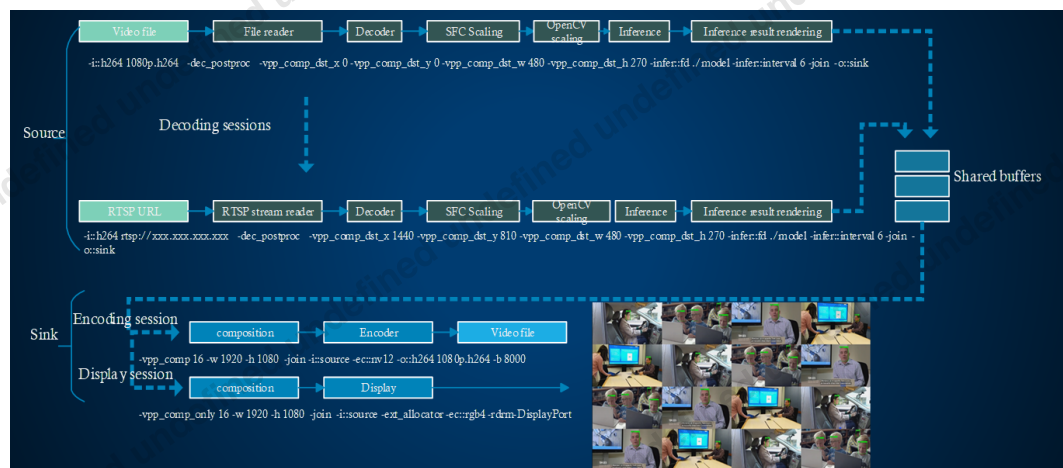 Video file
File reader
Decoder
SFC Scaling
OpenCV
scaling
Inference
Inference result rendering
-i::h264 1080p.h264 -dec_postproc -vpp_comp_dst_x 0 -vpp_comp_dst_y 0 -vpp_comp_dst_w 480 -vpp_comp_dst_h 270 -infer::fd ./model -infer::interval 6 -join -o::sink
Source
Decoding sessions
Shared buffers
RTSP URL
RTSP stream reader
Decoder
SFC Scaling
OpenCV
scaling
Inference
Inference result rendering
-i::h264 rtsp://xxx.xxx.xxx.xxx -dec_postproc -vpp_comp_dst_x 1440 -vpp_comp_dst_y 810 -vpp_comp_dst_w 480 -vpp_comp_dst_h 270 -infer::fd ./model -infer::interval 6 -join -
o::sink
Sink
Encoding session
composition
Encoder
Video file
-vpp_comp 16 -w 1920 -h 1080 -join -i::source -ec::nv12 -o::h264 1080p.h264 -b 8000
Display session
composition
Display
-vpp_comp_only 16 -w 1920 -h 1080 -join -i::source -ext_allocator -ec::rgb4 -rdrm-DisplayPort
undefined undefined undefined undefined